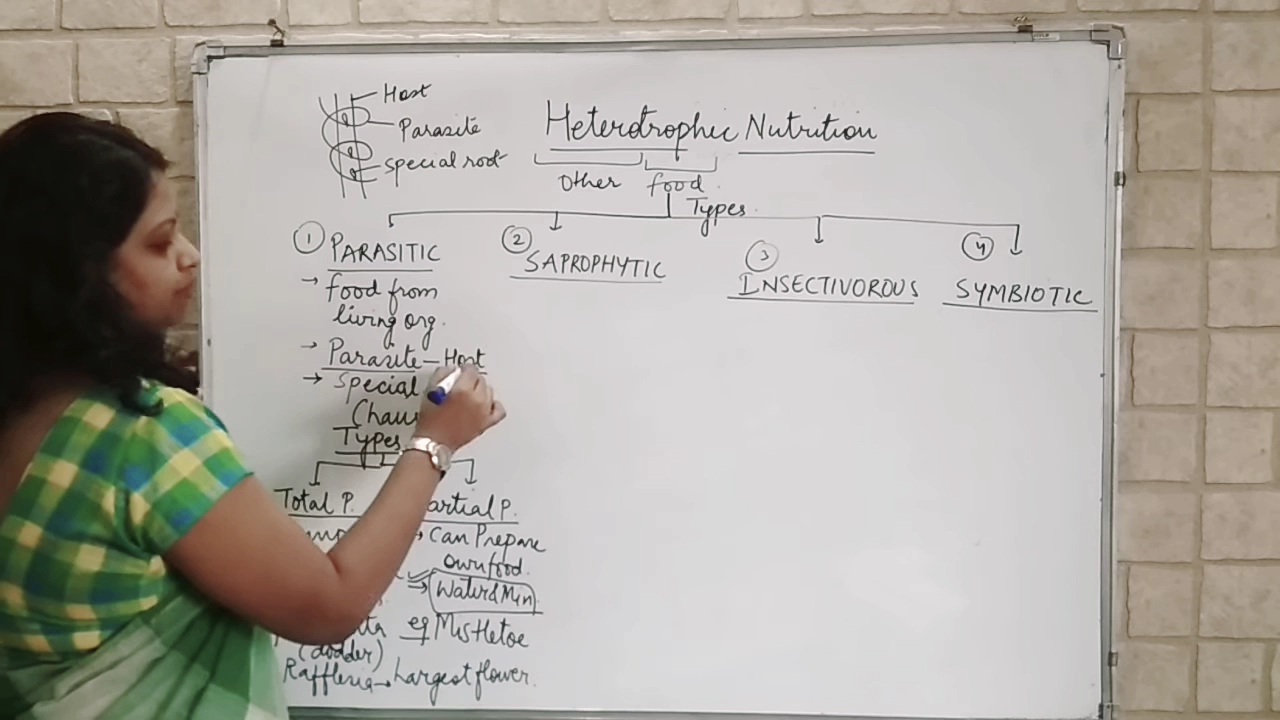 Host
Parasite
special root
Heterotrophic Nutrition
Other food
Types
1 PARASITIC
→ food from
living org.
→ Parasite – Host
→ Special
Types
Total P.
Partial P.
→ can Prepare
own food.
→ Water & Min
(dodder)
eg Mistletoe
Rafflesia → Largest flower.
2 SAPROPHYTIC
3 INSECTIVOROUS
4 SYMBIOTIC